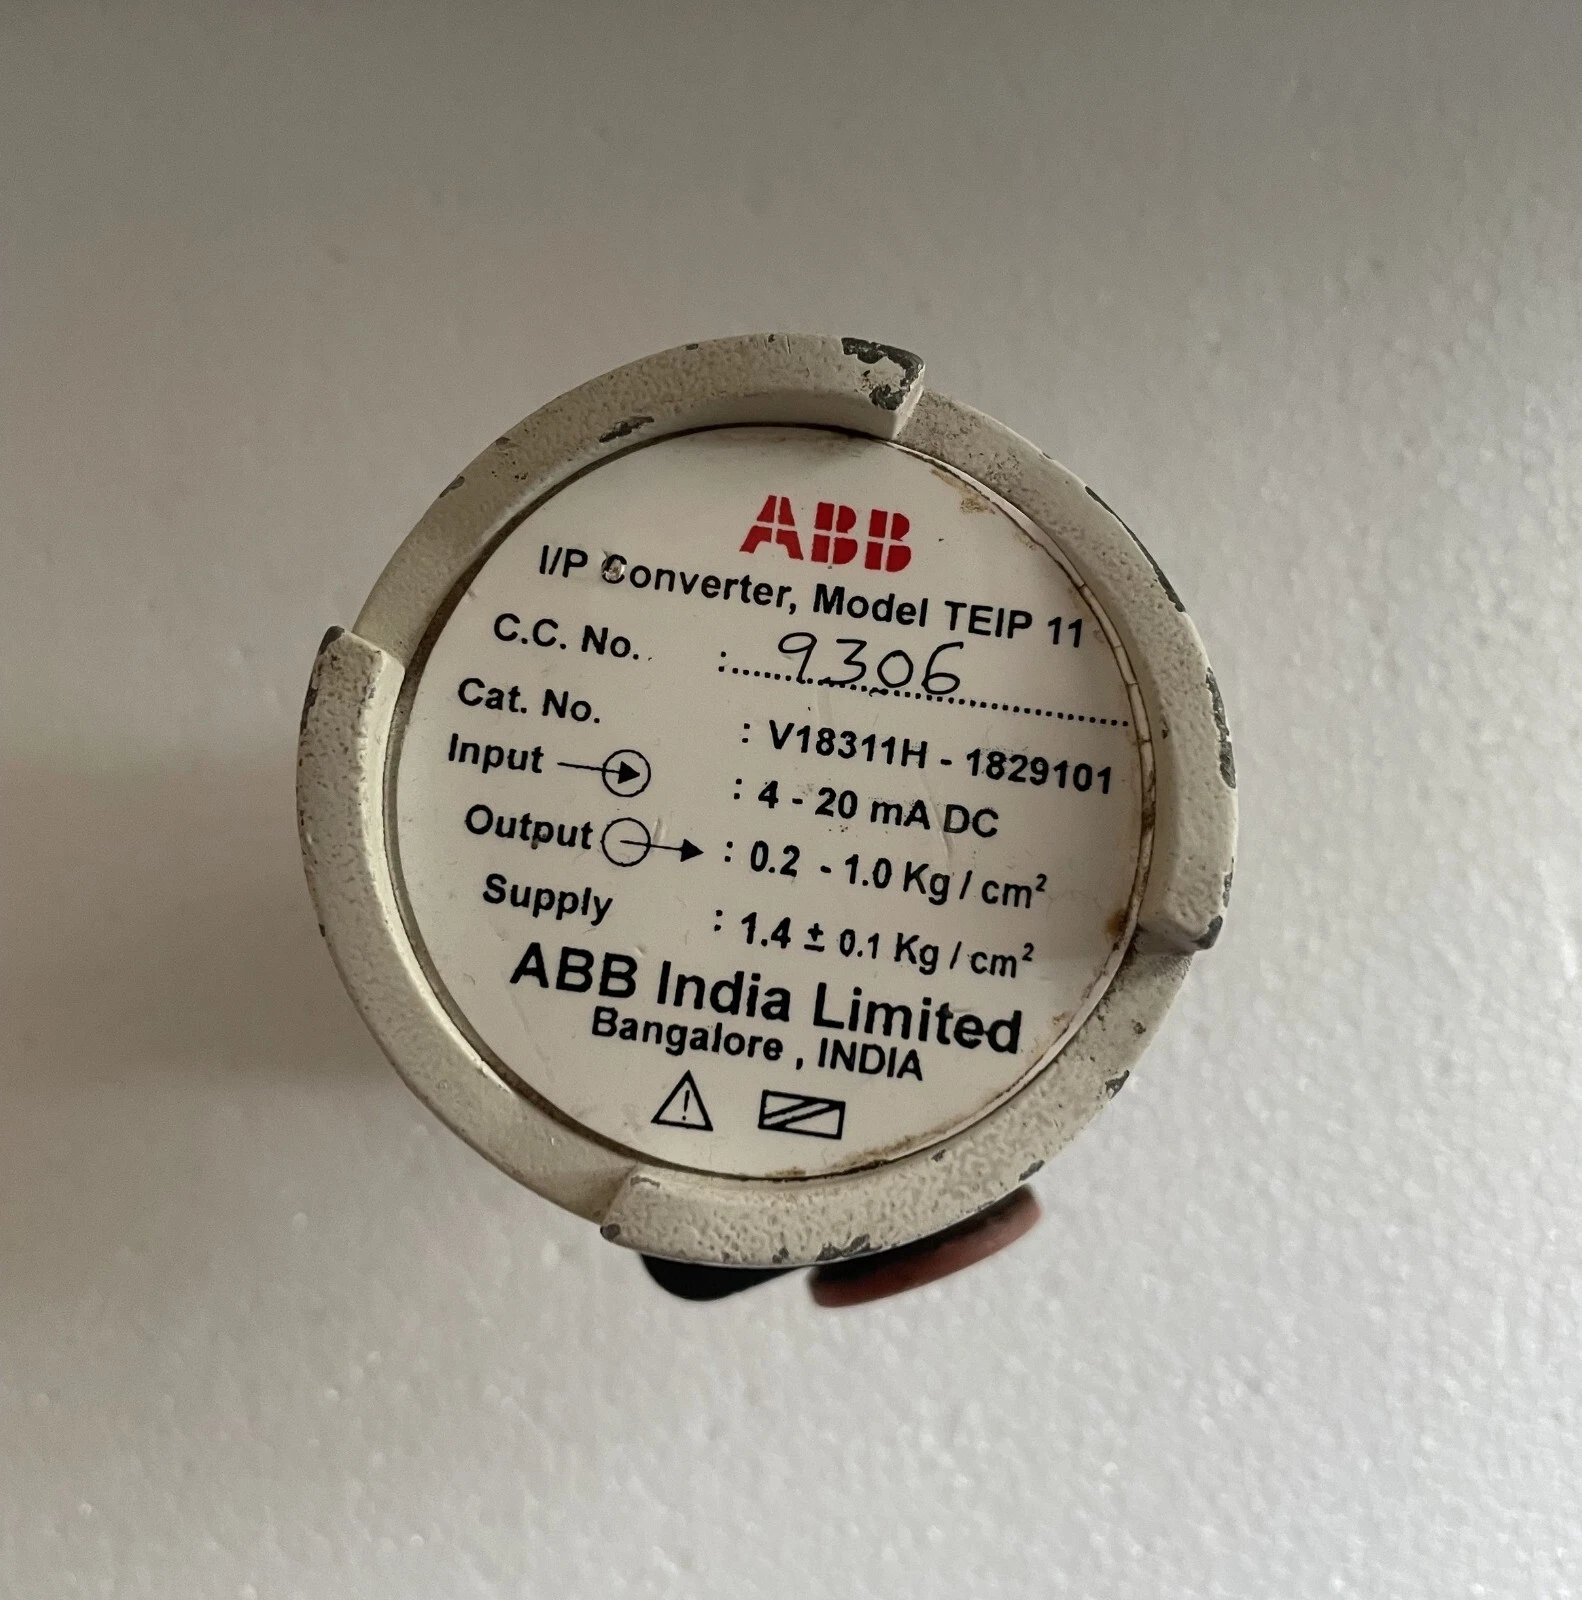 ABB
I/P Converter, Model TEIP 11
C.C. No. : 9306
Cat. No. : V18311H - 1829101
Input : 4 - 20 mA DC
Output : 0.2 - 1.0 Kg / cm²
Supply : 1.4 ± 0.1 Kg / cm²
ABB India Limited
Bangalore , INDIA